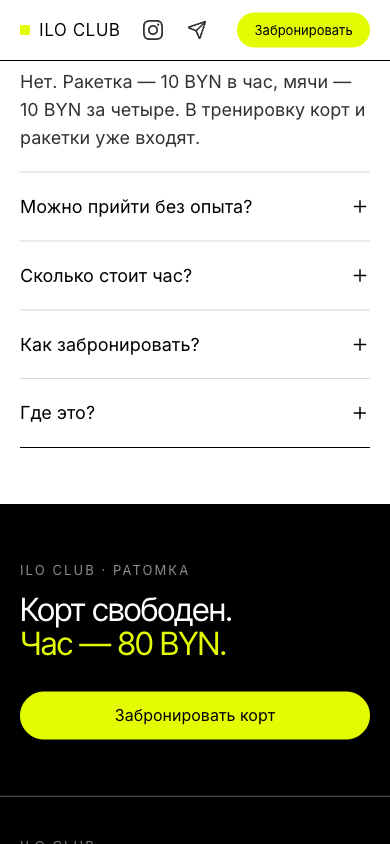 ILO CLUB
Забронировать
Нет. Ракетка — 10 BYN в час, мячи —
10 BYN за четыре. В тренировку корт и
ракетки уже входят.
Можно прийти без опыта?
Сколько стоит час?
Как забронировать?
Где это?
ILO CLUB · РАТОМКА
Корт свободен.
Час — 80 BYN.
Забронировать корт